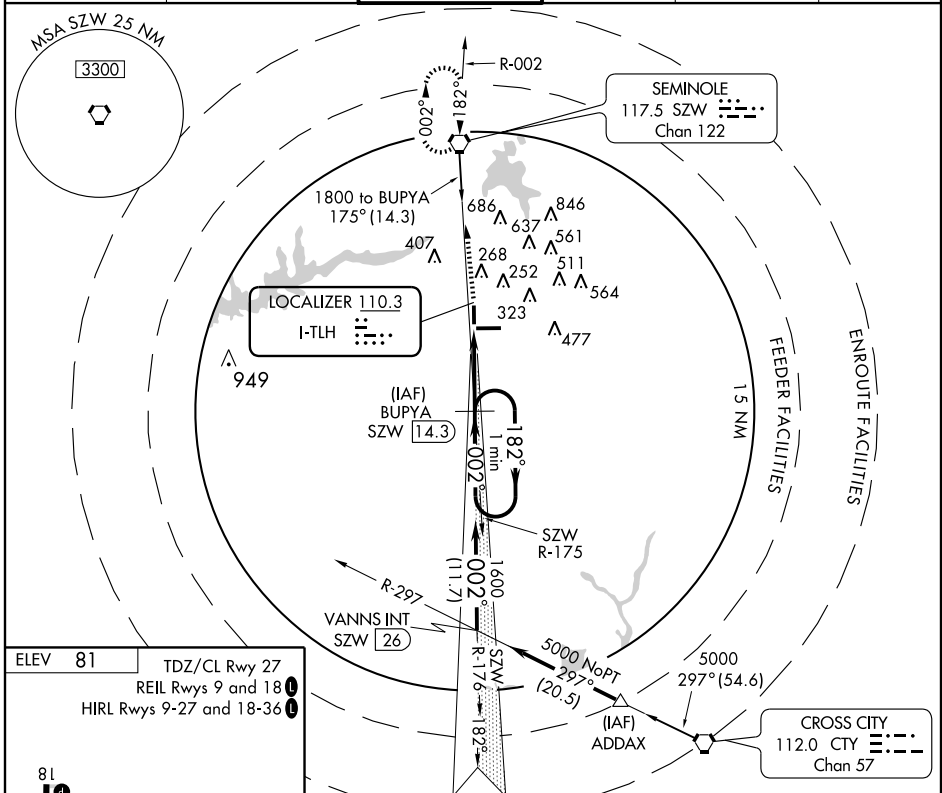 MSA SZW 25 NM
3300
R-002
002°
182°
SEMINOLE
117.5 SZW
Chan 122
1800 to BUPYA
175° (14.3)
686
846
637
561
407
268
252
511
564
323
477
LOCALIZER 110.3
I-TLH
949
(IAF)
BUPYA
SZW 14.3
182°
1 min
002°
15 NM
FEEDER FACILITIES
ENROUTE FACILITIES
SZW
R-175
1600
002°
(11.7)
R-297
VANNS INT
SZW 26
SZW
R-176
182°
5000 NoPT
297°
(20.5)
5000
297° (54.6)
(IAF)
ADDAX
CROSS CITY
112.0 CTY
Chan 57
ELEV 81
TDZ/CL Rwy 27
REIL Rwys 9 and 18 L
HIRL Rwys 9-27 and 18-36 L
18
P